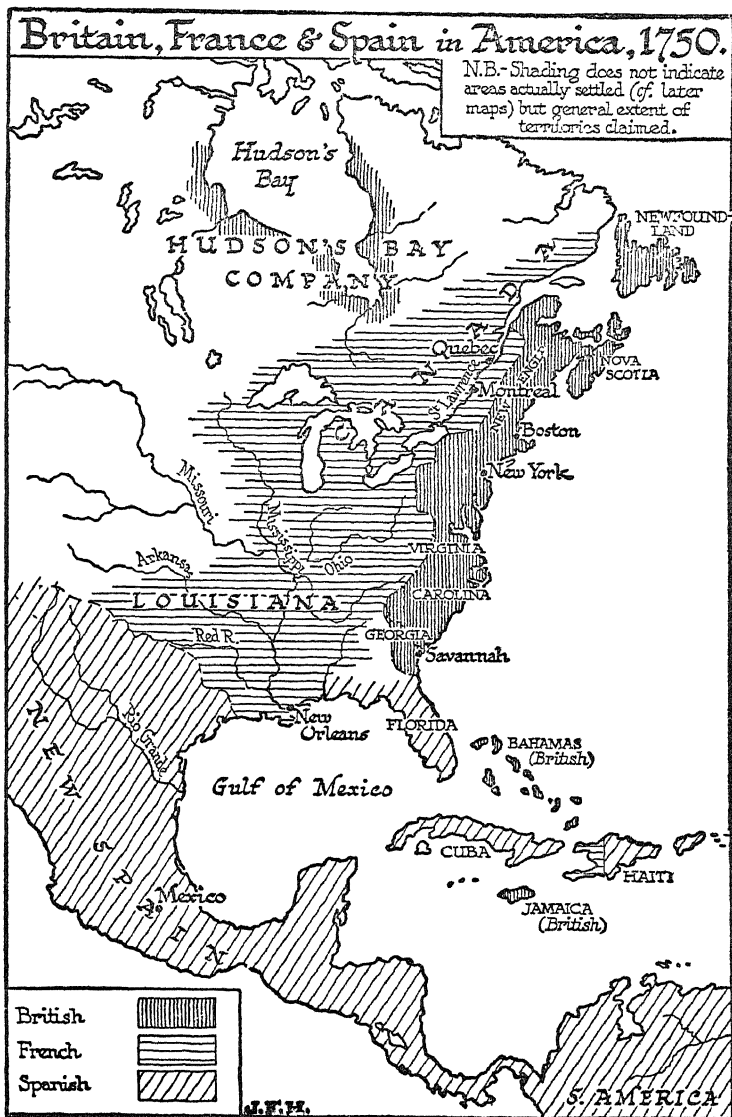 Britain, France & Spain in America, 1750.
N.B.- Shading does not indicate
areas actually settled (cf. later
maps) but general extent of
territories claimed.
Hudson's
Bay
HUDSON'S BAY
COMPANY
NEWFOUND-
LAND
CANADA
Quebec
NOVA
SCOTIA
St. Lawrence
Montreal
NEW ENGL.
Boston
New York
Missouri
Mississippi
Ohio
VIRGINIA
Arkansas
LOUISIANA
CAROLINA
Red R.
GEORGIA
Savannah
New
Orleans
FLORIDA
Rio Grande
NEW SPAIN
BAHAMAS
(British)
Gulf of Mexico
CUBA
HAITI
Mexico
JAMAICA
(British)
British
French
Spanish
J.F.H.
S. AMERICA